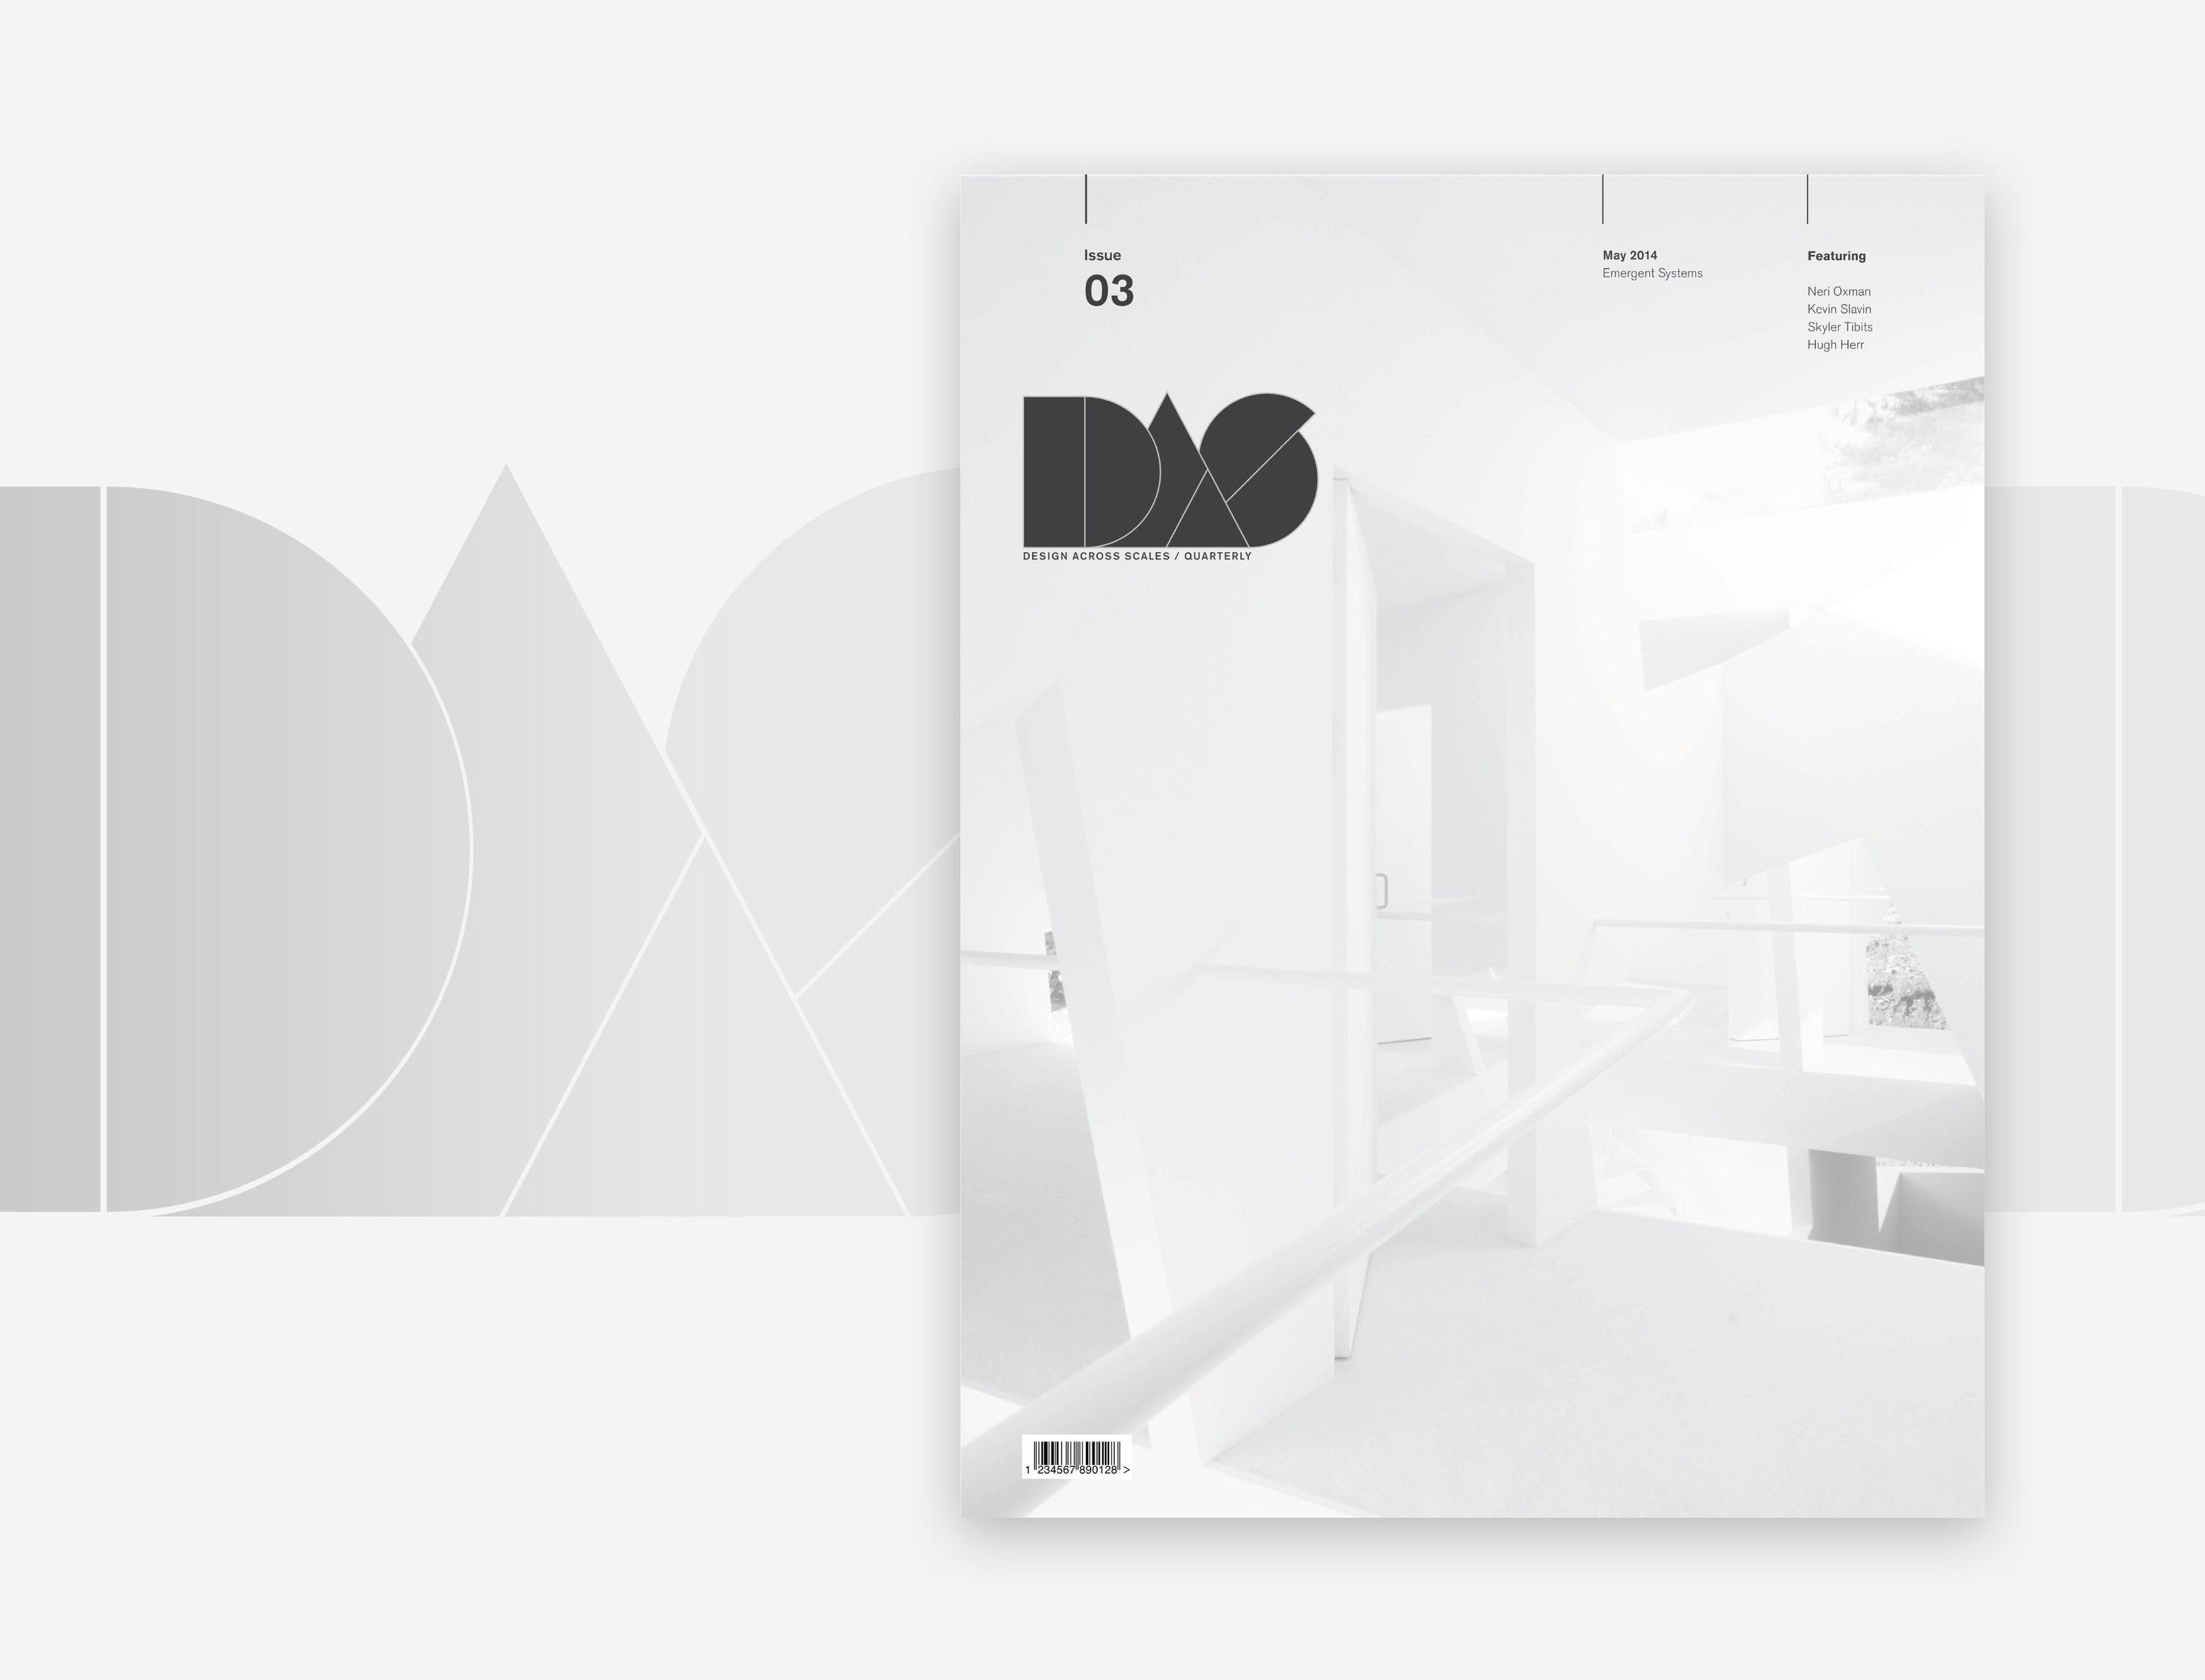 Issue
03
May 2014
Emergent Systems
Featuring
Neri Oxman
Kevin Slavin
Skyler Tibits
Hugh Herr
DAS
DESIGN ACROSS SCALES / QUARTERLY
1 234567 890128 >
DAS